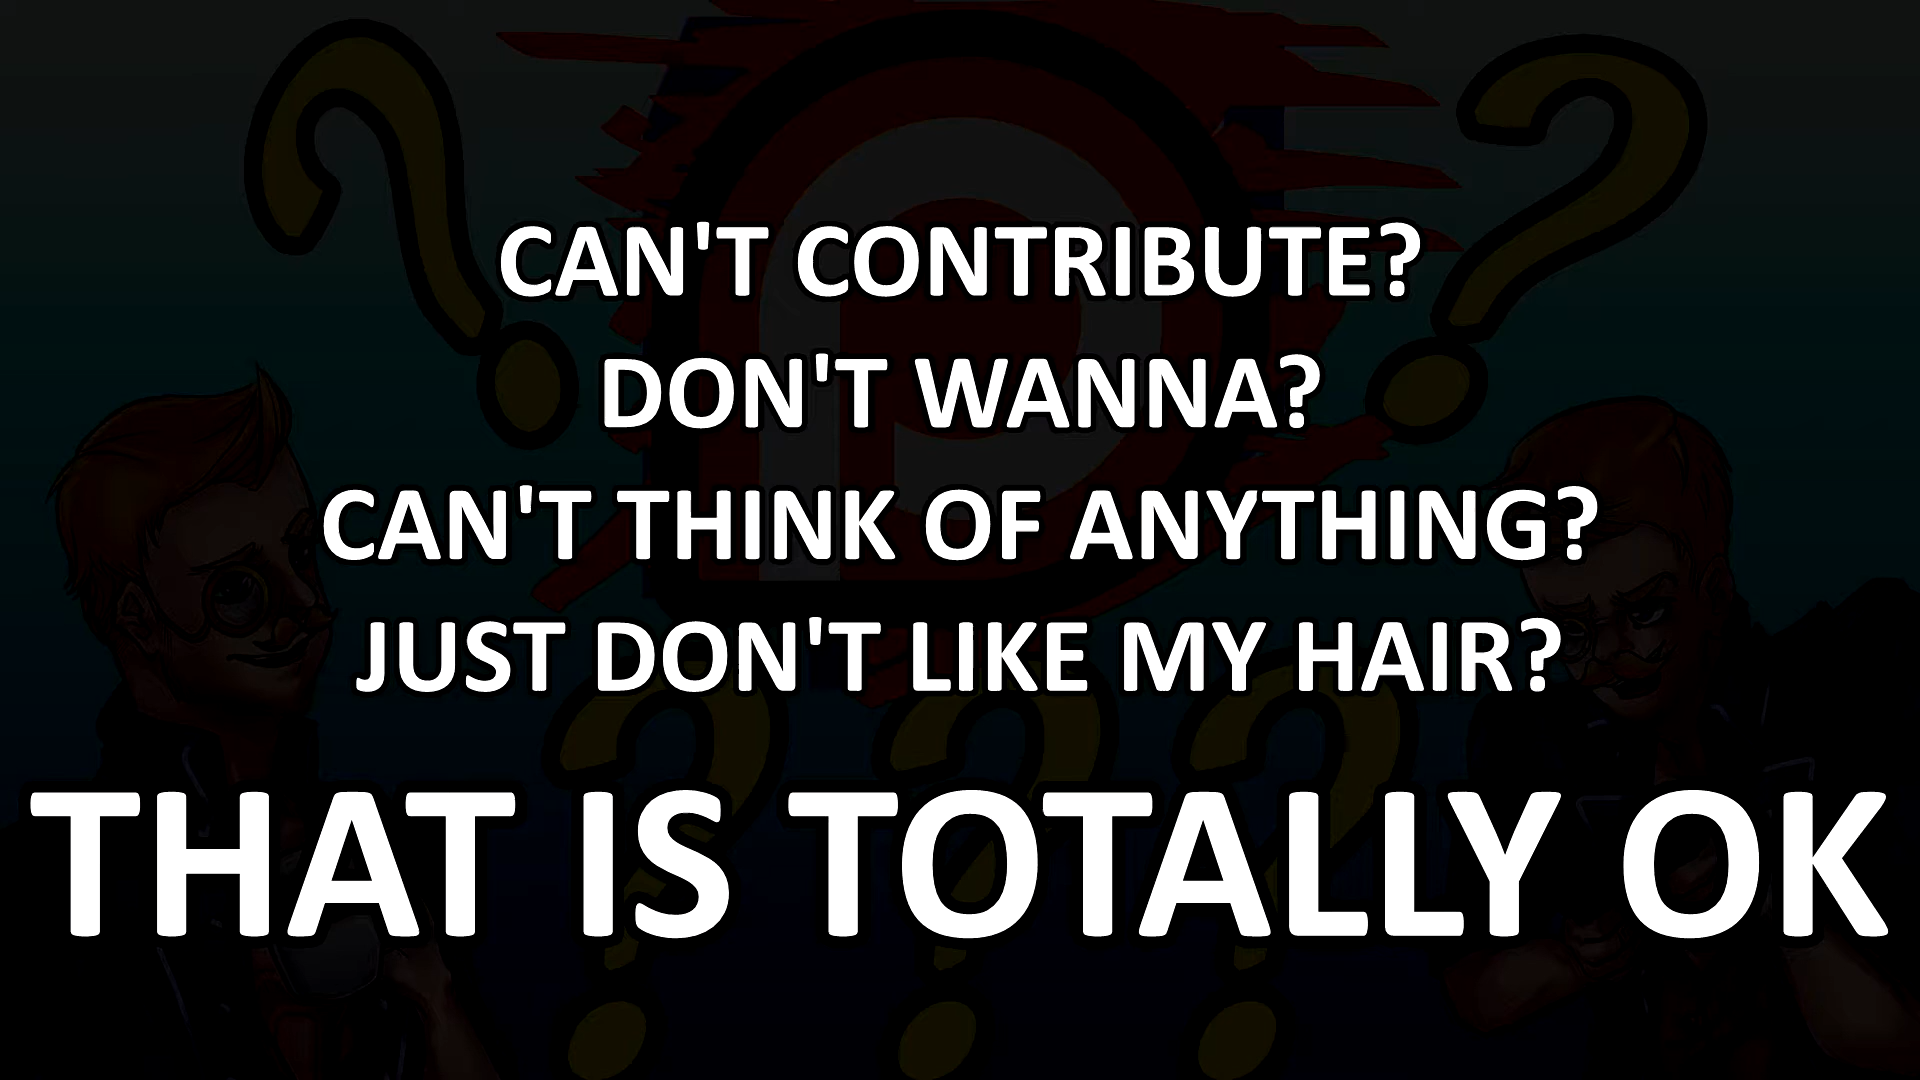 CAN'T CONTRIBUTE?
DON'T WANNA?
CAN'T THINK OF ANYTHING?
JUST DON'T LIKE MY HAIR?
THAT IS TOTALLY OK